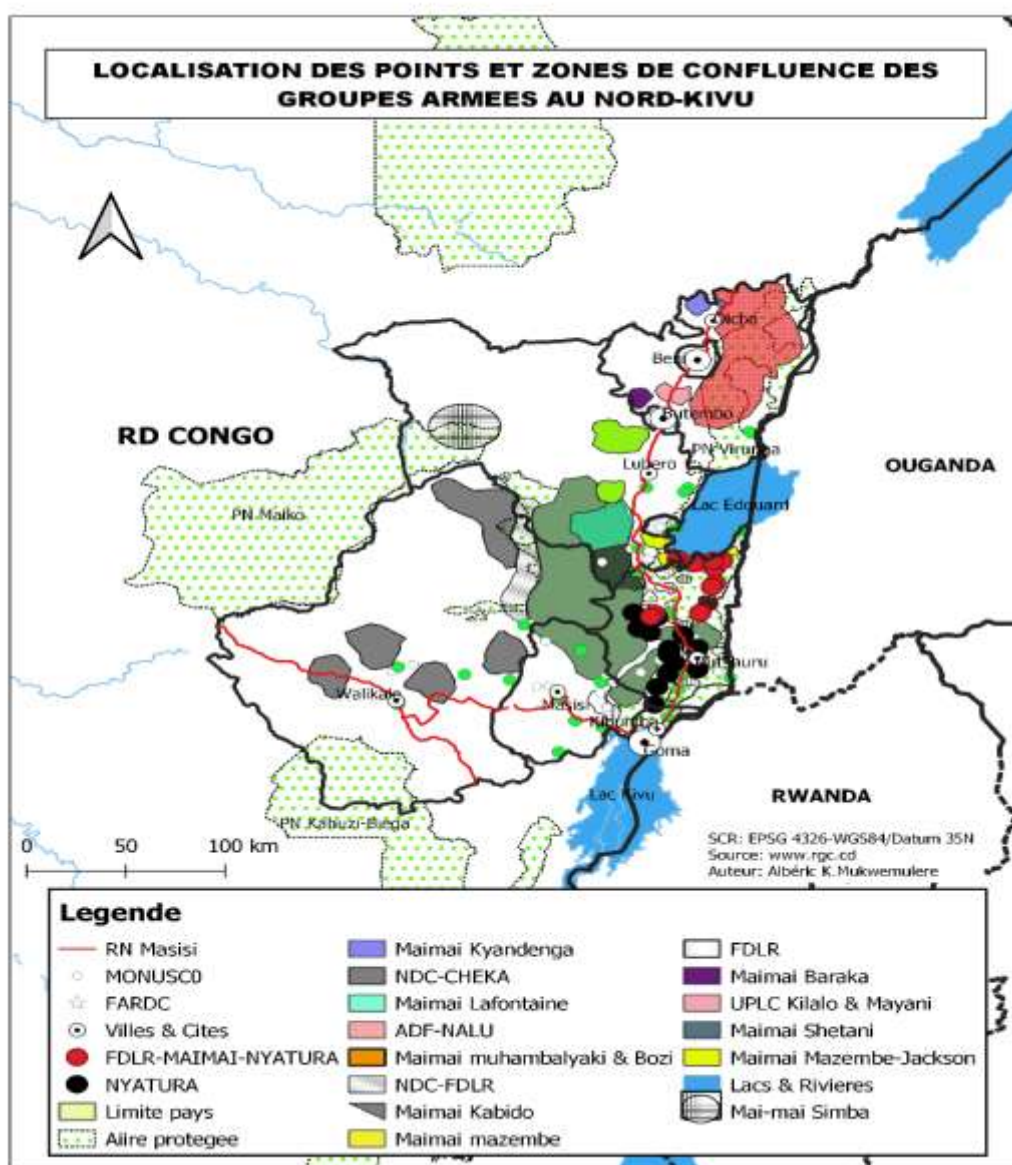 LOCALISATION DES POINTS ET ZONES DE CONFLUENCE DES
GROUPES ARMEES AU NORD-KIVU
Oicha
Beni
Butembo
RD CONGO
PN Virunga
Lubero
OUGANDA
Lac Edouard
PN Maiko
Rutshuru
Walikale
Masisi
Kibumba
Goma
Lac Kivu
RWANDA
PN Kahuzi-Biega
SCR: EPSG 4326-WGS84/Datum 35N
0 50 100 km
Source: www.rgc.cd
Auteur: Albéric K.Mukwemulere
Legende
RN Masisi
MONUSC0
FARDC
Villes & Cites
FDLR-MAIMAI-NYATURA
NYATURA
Limite pays
Aiire protegee
Maimai Kyandenga
NDC-CHEKA
Maimai Lafontaine
ADF-NALU
Maimai muhambalyaki & Bozi
NDC-FDLR
Maimai Kabido
Maimai mazembe
FDLR
Maimai Baraka
UPLC Kilalo & Mayani
Maimai Shetani
Maimai Mazembe-Jackson
Lacs & Rivieres
Mai-mai Simba